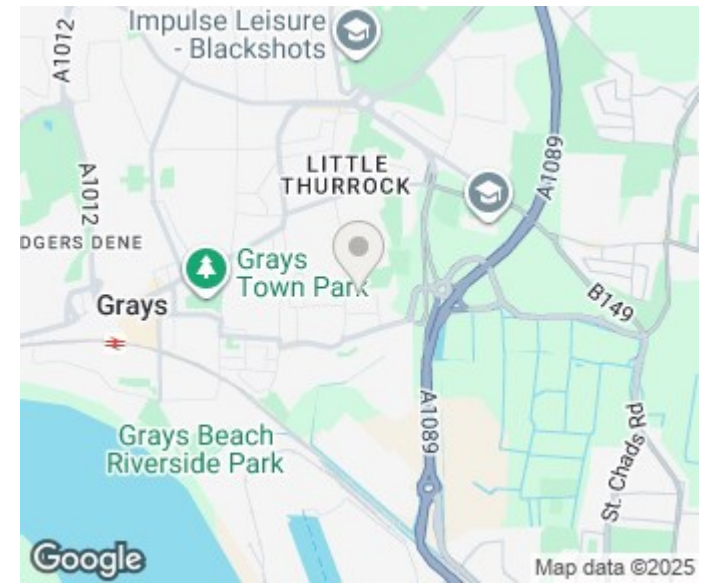 Impulse Leisure
- Blackshots
A1012
LITTLE
THURROCK
A1089
A1012
DGERS DENE
Grays
Town Park
Grays
B149
A1089
Grays Beach
Riverside Park
St. Chads Rd
Google
Map data ©2025